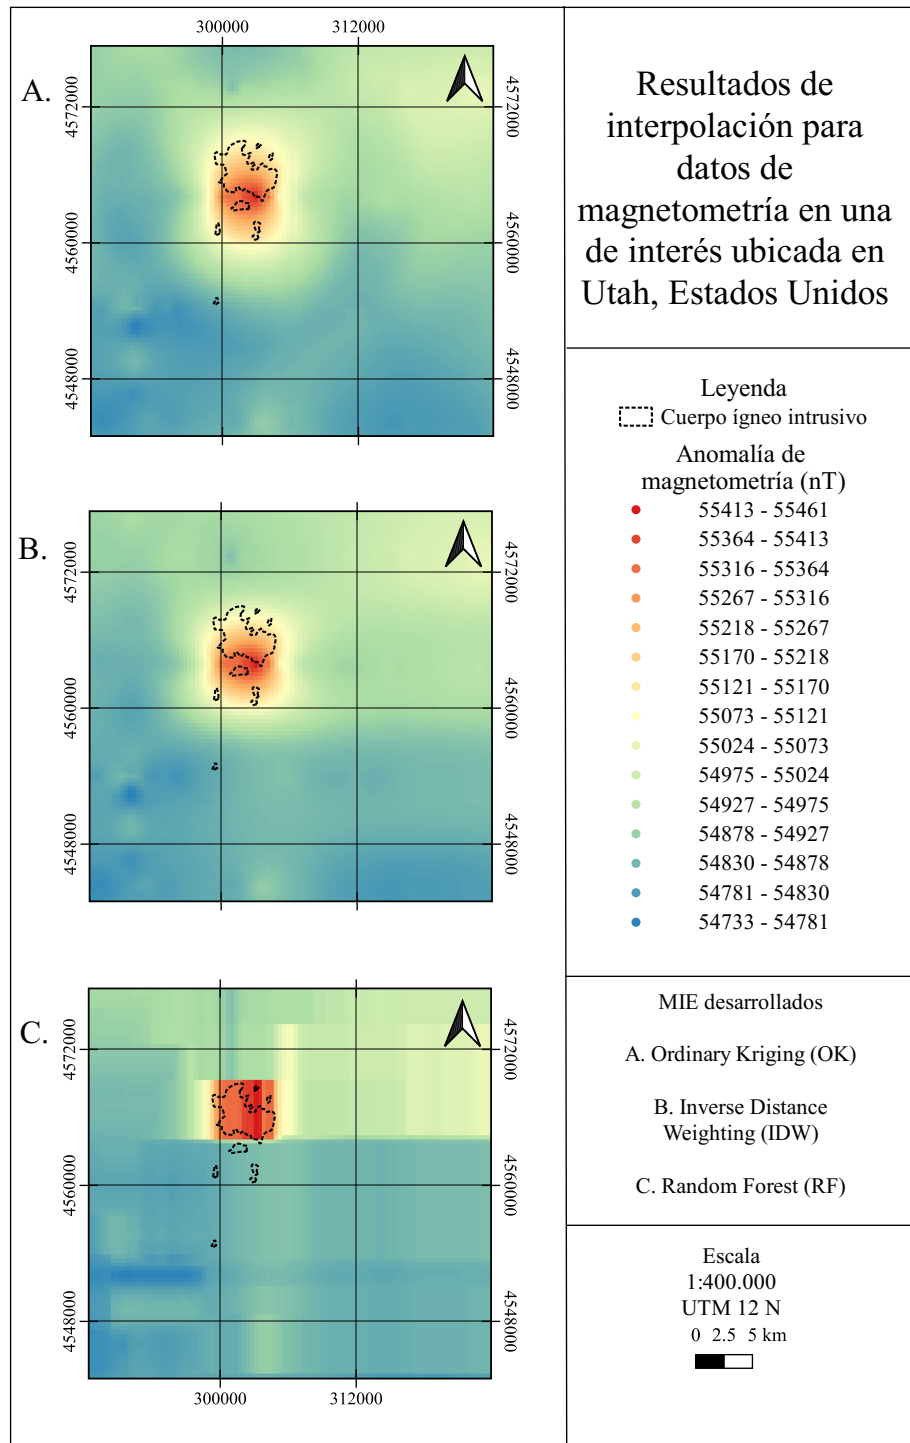 300000 312000
A.
4572000 4572000
4560000 4560000
4548000 4548000
B.
4572000 4572000
4560000 4560000
4548000 4548000
C.
4572000 4572000
4560000 4560000
4548000 4548000
300000 312000
Resultados de
interpolación para
datos de
magnetometría en una
de interés ubicada en
Utah, Estados Unidos
Leyenda
Cuerpo ígneo intrusivo
Anomalía de
magnetometría (nT)
55413 - 55461
55364 - 55413
55316 - 55364
55267 - 55316
55218 - 55267
55170 - 55218
55121 - 55170
55073 - 55121
55024 - 55073
54975 - 55024
54927 - 54975
54878 - 54927
54830 - 54878
54781 - 54830
54733 - 54781
MIE desarrollados
A. Ordinary Kriging (OK)
B. Inverse Distance
Weighting (IDW)
C. Random Forest (RF)
Escala
1:400.000
UTM 12 N
0 2.5 5 km